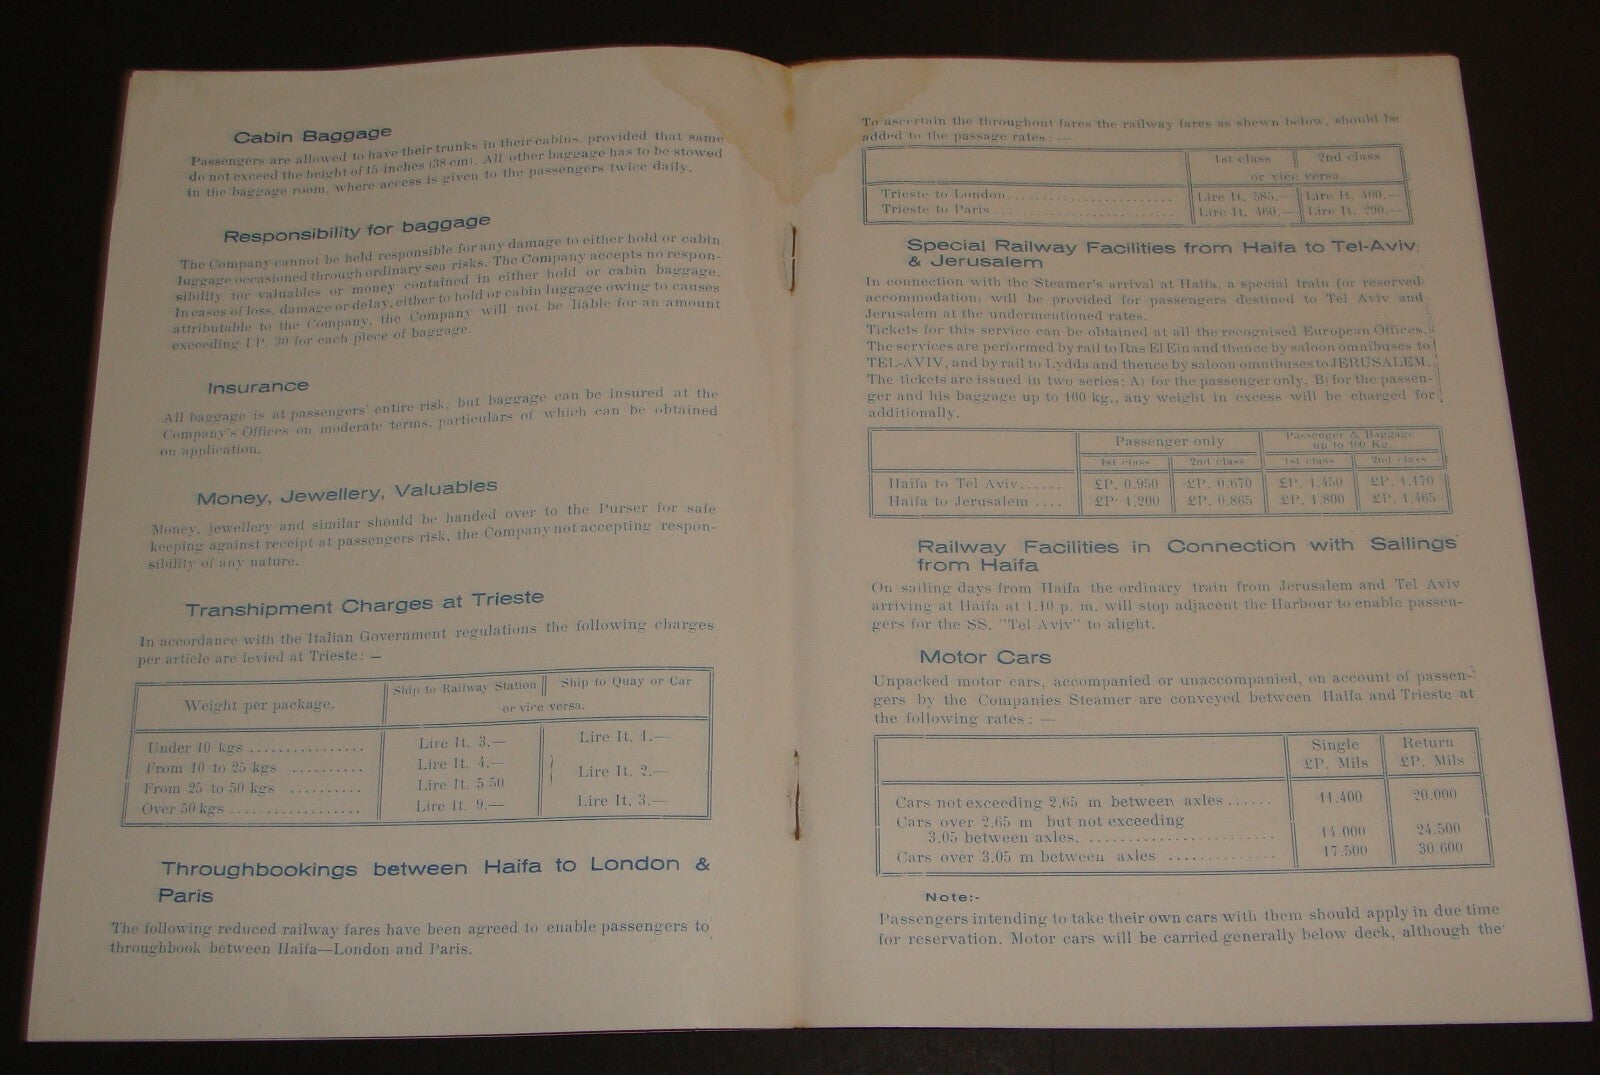 Cabin Baggage
Passengers are allowed to have their trunks in their cabins, provided that same
do not exceed the height of 15 inches (38 cm). All other baggage has to be stowed
in the baggage room, where access is given to the passengers twice daily.
Responsibility for baggage
The Company cannot be held responsible for any damage to either hold or cabin
luggage occasioned through ordinary sea risks. The Company accepts no respon-
sibility for valuables or money contained in either hold or cabin baggage.
In cases of loss, damage or delay, either to hold or cabin luggage owing to causes
attributable to the Company, the Company will not be liable for an amount
exceeding LP. 30 for each piece of baggage.
Insurance
All baggage is at passengers' entire risk, but baggage can be insured at the
Company's Offices on moderate terms, particulars of which can be obtained
on application.
Money, Jewellery, Valuables
Money, jewellery and similar should be handed over to the Purser for safe
keeping against receipt at passengers risk, the Company not accepting respon-
sibility of any nature.
Transhipment Charges at Trieste
In accordance with the Italian Government regulations the following charges
per article are levied at Trieste: —
Weight per package. Ship to Railway Station Ship to Quay or Car
or vice versa.
Under 10 kgs ............... Lire It. 3.— Lire It. 1.—
From 10 to 25 kgs .......... Lire It. 4.—
From 25 to 50 kgs .......... Lire It. 5.50 Lire It. 2.—
Over 50 kgs .................. Lire It. 9.— Lire It. 3.—
Throughbookings between Haifa to London &
Paris
The following reduced railway fares have been agreed to enable passengers to
throughbook between Haifa—London and Paris.
To ascertain the throughout fares the railway fares as shewn below, should be
added to the passage rates: —
1st class 2nd class
or vice versa.
Trieste to London......................... Lire It. 585.— Lire It. 400.—
Trieste to Paris ........................... Lire It. 460.— Lire It. 290.—
Special Railway Facilities from Haifa to Tel-Aviv
& Jerusalem
In connection with the Steamer's arrival at Haifa, a special train (or reserved
accommodation) will be provided for passengers destined to Tel Aviv and
Jerusalem at the undermentioned rates.
Tickets for this service can be obtained at all the recognised European Offices.
The services are performed by rail to Ras El Ein and thence by saloon omnibuses to
TEL-AVIV, and by rail to Lydda and thence by saloon omnibuses to JERUSALEM.
The tickets are issued in two series: A) for the passenger only, B) for the passen-
ger and his baggage up to 100 kg., any weight in excess will be charged for
additionally.
Passenger only Passenger & Baggage
up to 100 Kg.
1st class 2nd class 1st class 2nd class
Haifa to Tel Aviv...... £P. 0.950 £P. 0.670 £P. 1.450 £P. 1.170
Haifa to Jerusalem .... £P. 1.200 £P. 0.865 £P. 1.800 £P. 1.465
Railway Facilities in Connection with Sailings
from Haifa
On sailing days from Haifa the ordinary train from Jerusalem and Tel Aviv
arriving at Haifa at 1.10 p. m. will stop adjacent the Harbour to enable passen-
gers for the SS. "Tel Aviv" to alight.
Motor Cars
Unpacked motor cars, accompanied or unaccompanied, on account of passen-
gers by the Companies Steamer are conveyed between Haifa and Trieste at
the following rates: —
Single Return
£P. Mils £P. Mils
Cars not exceeding 2.65 m between axles ...... 11.400 20.000
Cars over 2.65 m but not exceeding
3.05 between axles. ........................ 14.000 24.500
Cars over 3.05 m between axles .............. 17.500 30.600
Note:-
Passengers intending to take their own cars with them should apply in due time
for reservation. Motor cars will be carried generally below deck, although the